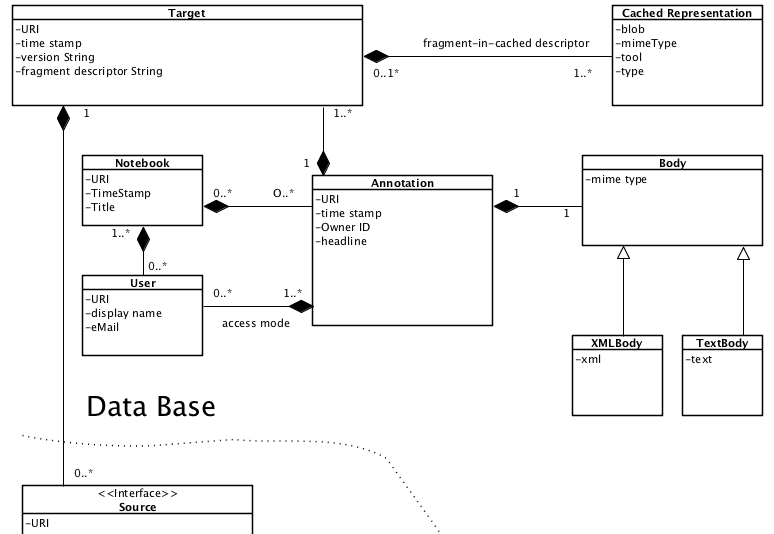 Target
-URI
-time stamp
-version String
-fragment descriptor String
fragment-in-cached descriptor
0..1*
1..*
Cached Representation
-blob
-mimeType
-tool
-type
1
1..*
1
Notebook
-URI
-TimeStamp
-Title
0..*
O..*
Annotation
-URI
-time stamp
-Owner ID
-headline
1
1
Body
-mime type
1..*
0..*
User
-URI
-display name
-eMail
0..*
1..*
access mode
XMLBody
-xml
TextBody
-text
Data Base
0..*
<<Interface>>
Source
-URI